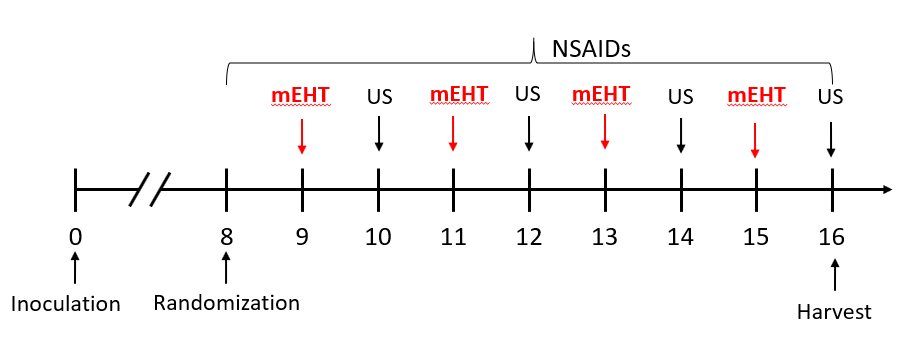 NSAIDs
mEHT US mEHT US mEHT US mEHT US
0 8 9 10 11 12 13 14 15 16
Inoculation Randomization Harvest